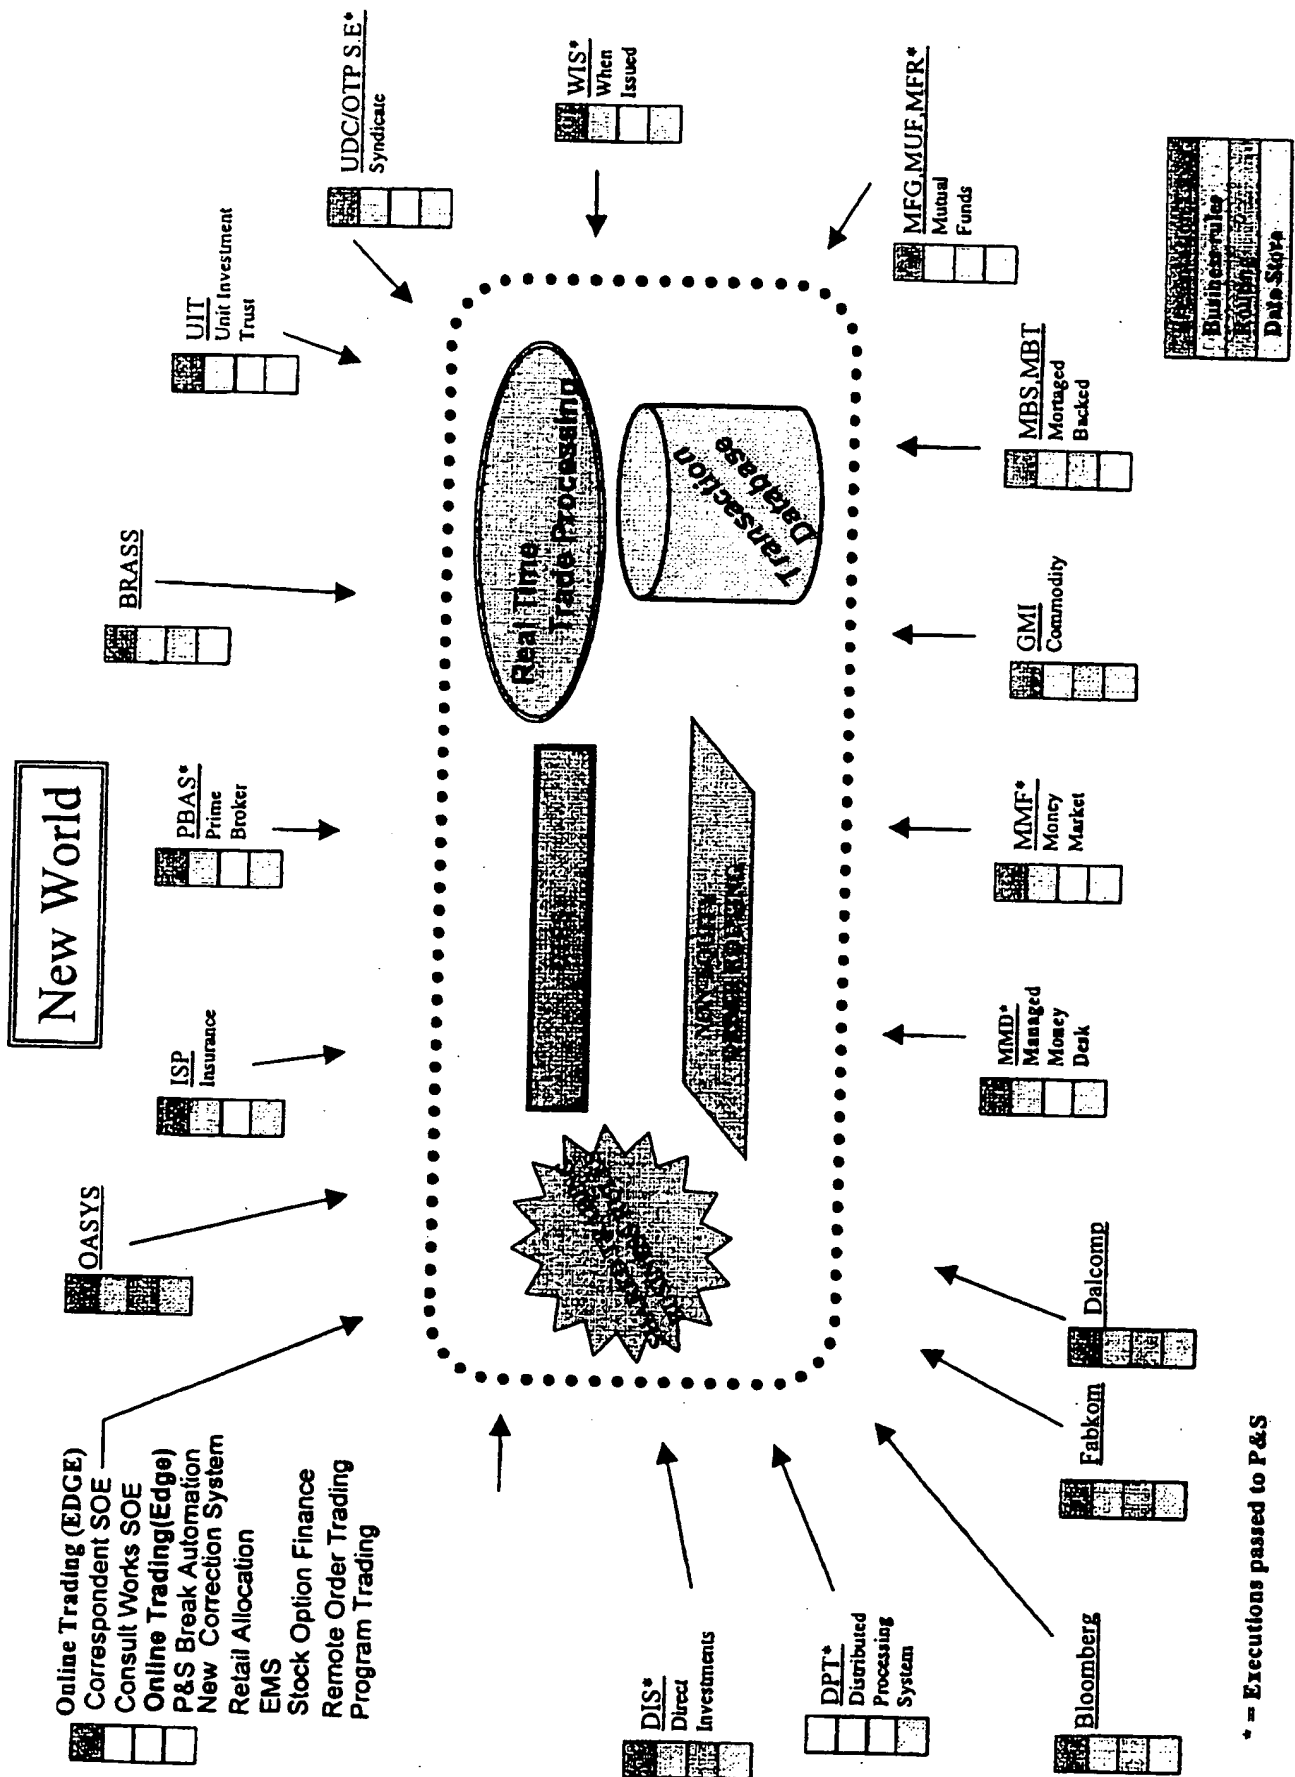 New World
Online Trading (EDGE)
Correspondent SOE
Consult Works SOE
Online Trading(Edge)
P&S Break Automation
New Correction System
Retail Allocation
EMS
Stock Option Finance
Remote Order Trading
Program Trading
OASYS
ISP
Insurance
PBAS*
Prime
Broker
BRASS
UIT
Unit Investment
Trust
UDC/OTP S.E*
Syndicate
WIS*
When
Issued
MFG,MUF,MFR*
Mutual
Funds
Real Time
Trade Processing
Transaction
Database
NON EQUITY
DIS*
Direct
Investments
DPT*
Distributed
Processing
System
Bloomberg
Fabkom
Dalcomp
MMD*
Managed
Money
Desk
MMF*
Money
Market
GMI
Commodity
MBS,MBT
Mortaged
Backed
Business rules
Routing
Data Store
* = Executions passed to P&S